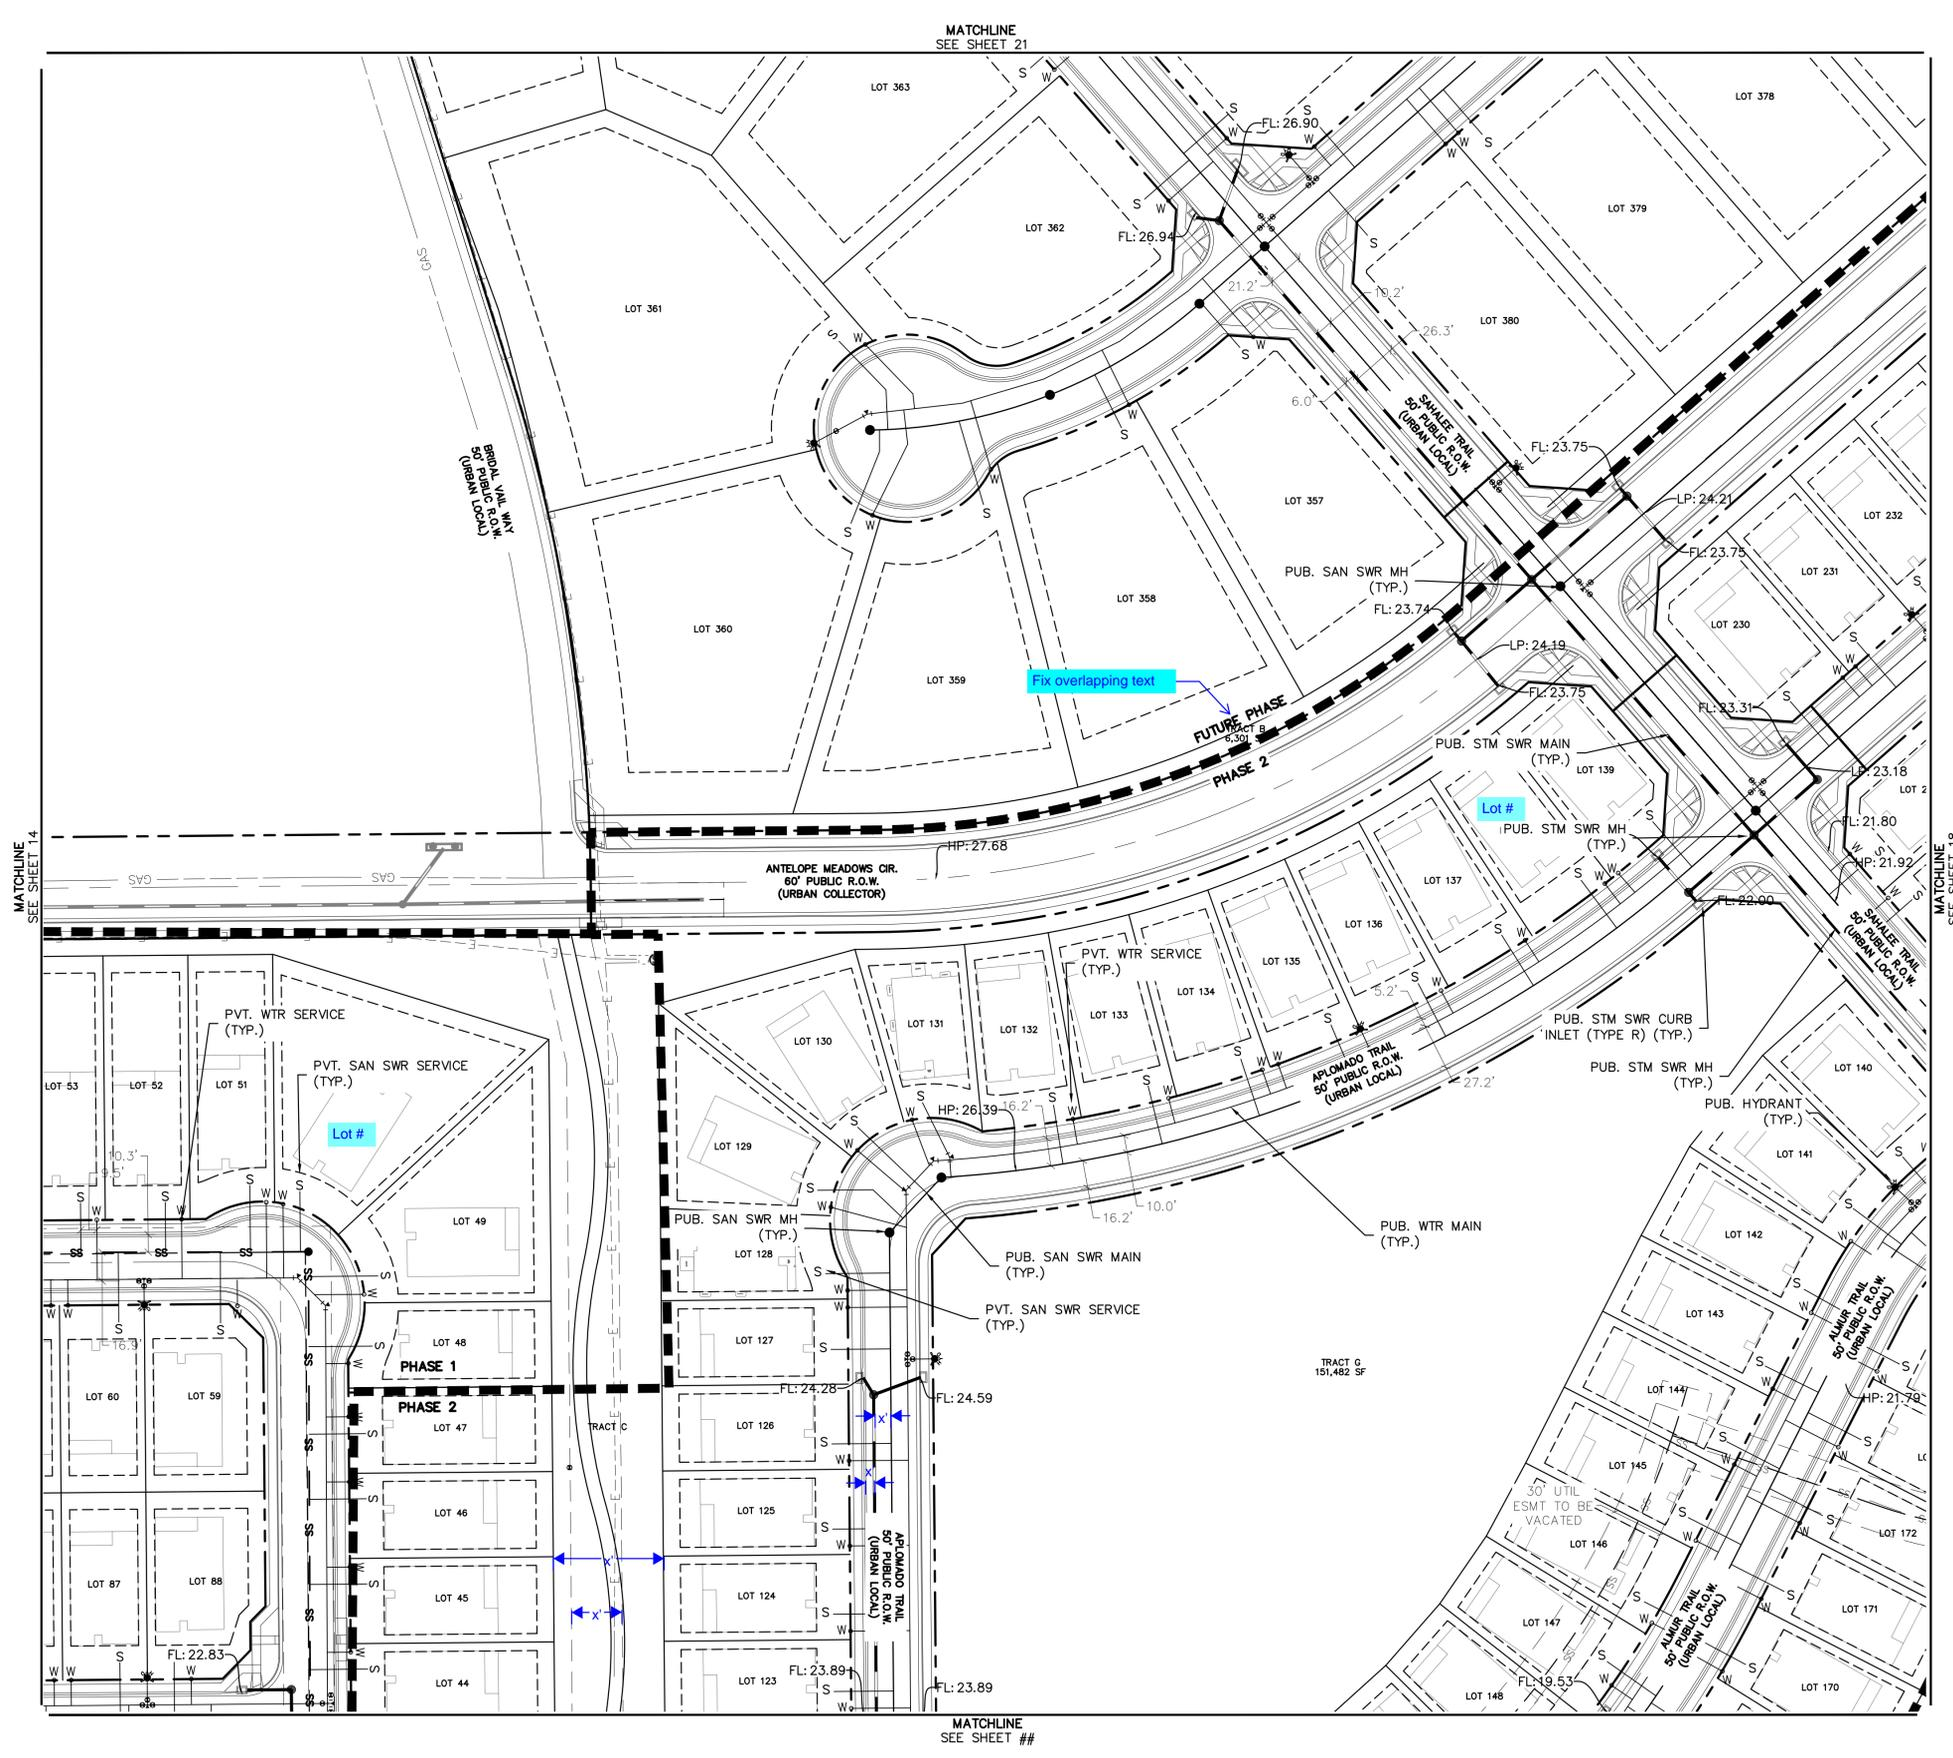 MATCHLINE
SEE SHEET 21
LOT 363
S
W
S
FL: 26.90
W
W
S
LOT 378
LOT 362
S
W
FL: 26.94
LOT 379
S
GAS
LOT 361
21.2'
10.2'
26.3'
LOT 380
S
W
S
W
6.0'
SAHALEE TRAIL
50' PUBLIC R.O.W.
(URBAN LOCAL)
W
S
BRIDAL VAIL WAY
50' PUBLIC R.O.W.
(URBAN LOCAL)
FL: 23.75
LP: 24.21
LOT 357
LOT 232
S
W
S
W
FL: 23.75
PUB. SAN SWR MH
(TYP.)
LOT 231
LOT 358
FL: 23.74
LOT 230
LOT 360
LP: 24.19
S
W
Fix overlapping text
LOT 359
FL: 23.75
S
FL: 23.31
FUTURE PHASE
TRACT B
6,301
PHASE 2
PUB. STM SWR MAIN
(TYP.)
LOT 139
LP: 23.18
Lot #
FL: 21.80
PUB. STM SWR MH
(TYP.)
MATCHLINE
SEE SHEET 14
HP: 27.68
HP: 21.92
GAS
GAS
ANTELOPE MEADOWS CIR.
60' PUBLIC R.O.W.
(URBAN COLLECTOR)
LOT 137
FL: 22.00
MATCHLINE
SEE SHEET 18
LOT 136
SAHALEE TRAIL
50' PUBLIC R.O.W.
(URBAN LOCAL)
PVT. WTR SERVICE
(TYP.)
LOT 135
LOT 134
5.2'
PVT. WTR SERVICE
(TYP.)
LOT 133
LOT 132
LOT 131
LOT 130
PUB. STM SWR CURB
INLET (TYPE R) (TYP.)
PVT. SAN SWR SERVICE
(TYP.)
PUB. STM SWR MH
(TYP.)
LOT 140
LOT 53
LOT 52
LOT 51
APLOMADO TRAIL
50' PUBLIC R.O.W.
(URBAN LOCAL)
27.2'
HP: 26.39
16.2'
PUB. HYDRANT
(TYP.)
Lot #
LOT 129
LOT 141
10.3'
9.5'
16.2'
10.0'
LOT 49
PUB. SAN SWR MH
(TYP.)
LOT 128
PUB. WTR MAIN
(TYP.)
LOT 142
PUB. SAN SWR MAIN
(TYP.)
SS
SS
SS
SS
PVT. SAN SWR SERVICE
(TYP.)
LOT 143
ALMUR TRAIL
50' PUBLIC R.O.W.
(URBAN LOCAL)
16.9'
LOT 48
LOT 127
PHASE 1
TRACT G
151,482 SF
LOT 60
LOT 59
PHASE 2
FL: 24.28
FL: 24.59
LOT 144
HP: 21.79
LOT 47
TRACT C
LOT 126
x'
LOT 145
x'
30' UTIL
ESMT TO BE
VACATED
LOT 46
LOT 125
LOT 172
LOT 146
x'
APLOMADO TRAIL
50' PUBLIC R.O.W.
(URBAN LOCAL)
LOT 87
LOT 88
LOT 45
LOT 124
LOT 171
x'
LOT 147
ALMUR TRAIL
50' PUBLIC R.O.W.
(URBAN LOCAL)
FL: 22.83
LOT 44
FL: 23.89
LOT 123
FL: 23.89
FL: 19.53
LOT 148
LOT 170
MATCHLINE
SEE SHEET ##